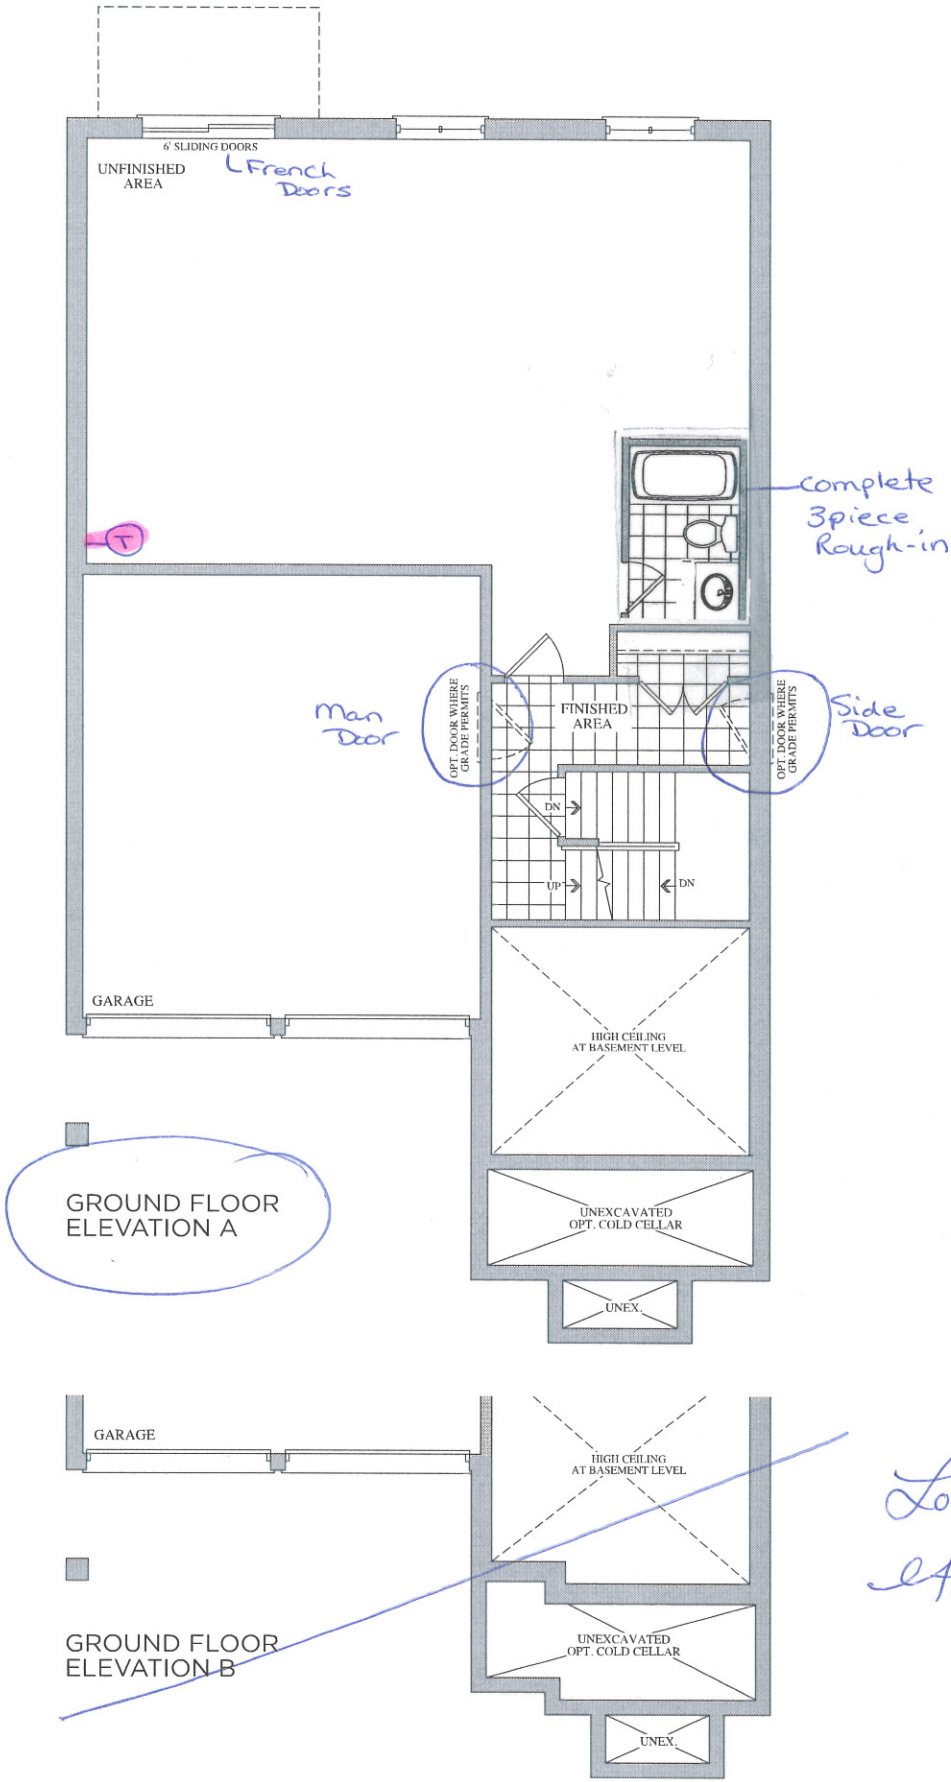 6' SLIDING DOORS
UNFINISHED
AREA
French
Doors
complete
3piece
Rough-in
T
Man
Door
OPT. DOOR WHERE
GRADE PERMITS
FINISHED
AREA
OPT. DOOR WHERE
GRADE PERMITS
Side
Door
DN
UP
DN
GARAGE
HIGH CEILING
AT BASEMENT LEVEL
GROUND FLOOR
ELEVATION A
UNEXCAVATED
OPT. COLD CELLAR
UNEX.
GARAGE
HIGH CEILING
AT BASEMENT LEVEL
GROUND FLOOR
ELEVATION B
UNEXCAVATED
OPT. COLD CELLAR
UNEX.